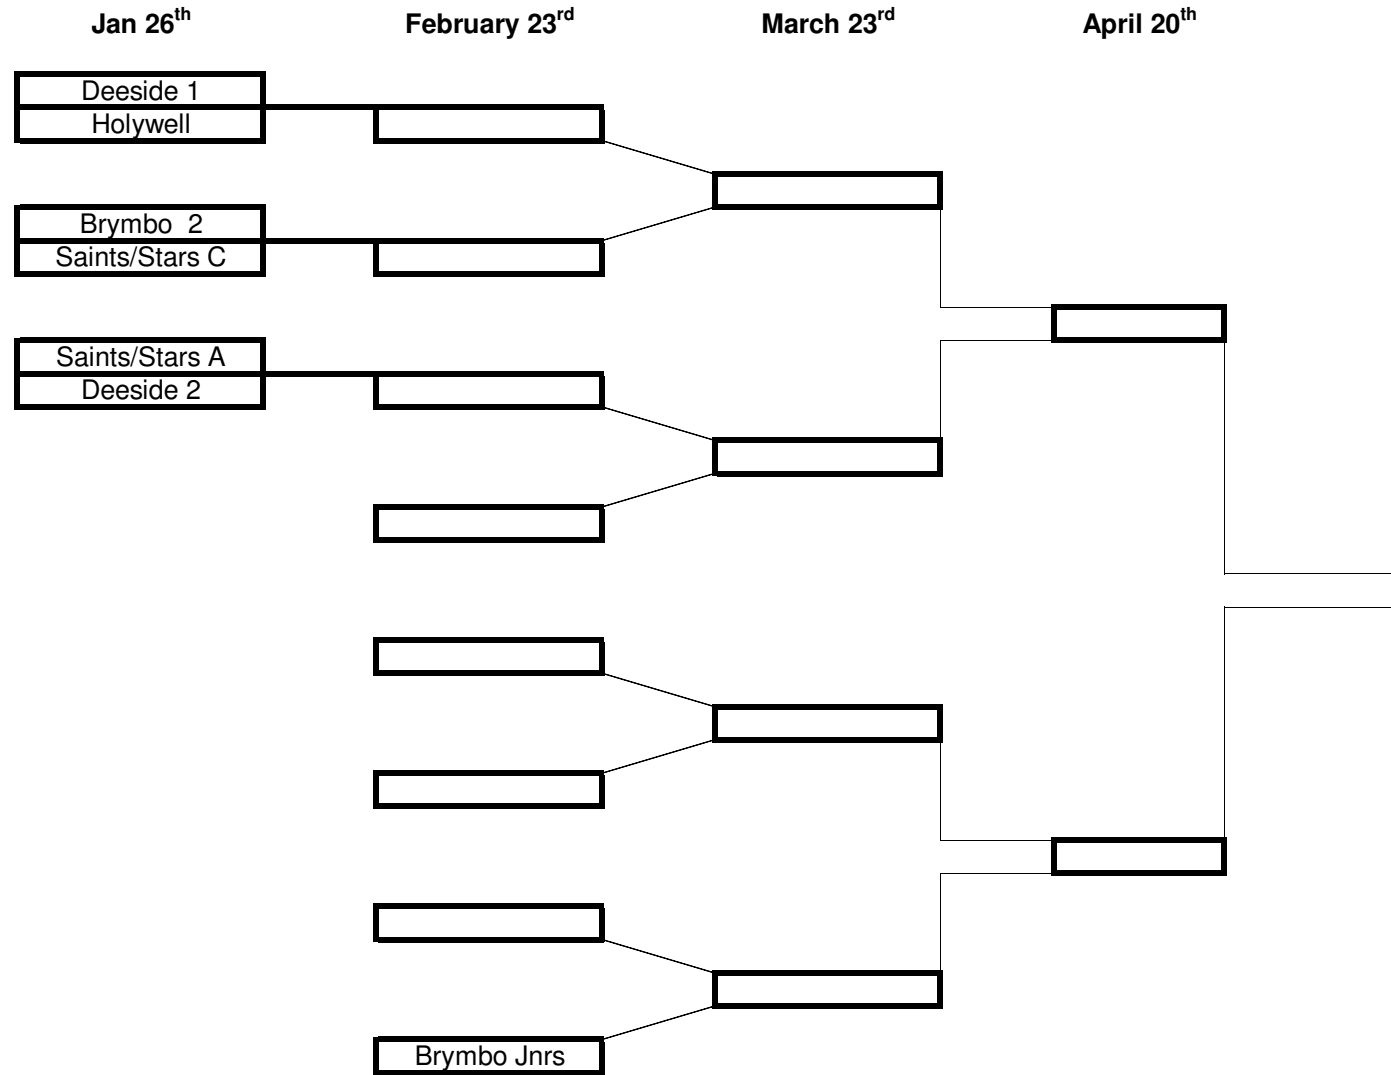 Jan 26th February 23rd March 23rd April 20th
Deeside 1
Holywell
Brymbo 2
Saints/Stars C
Saints/Stars A
Deeside 2
Brymbo Jnrs